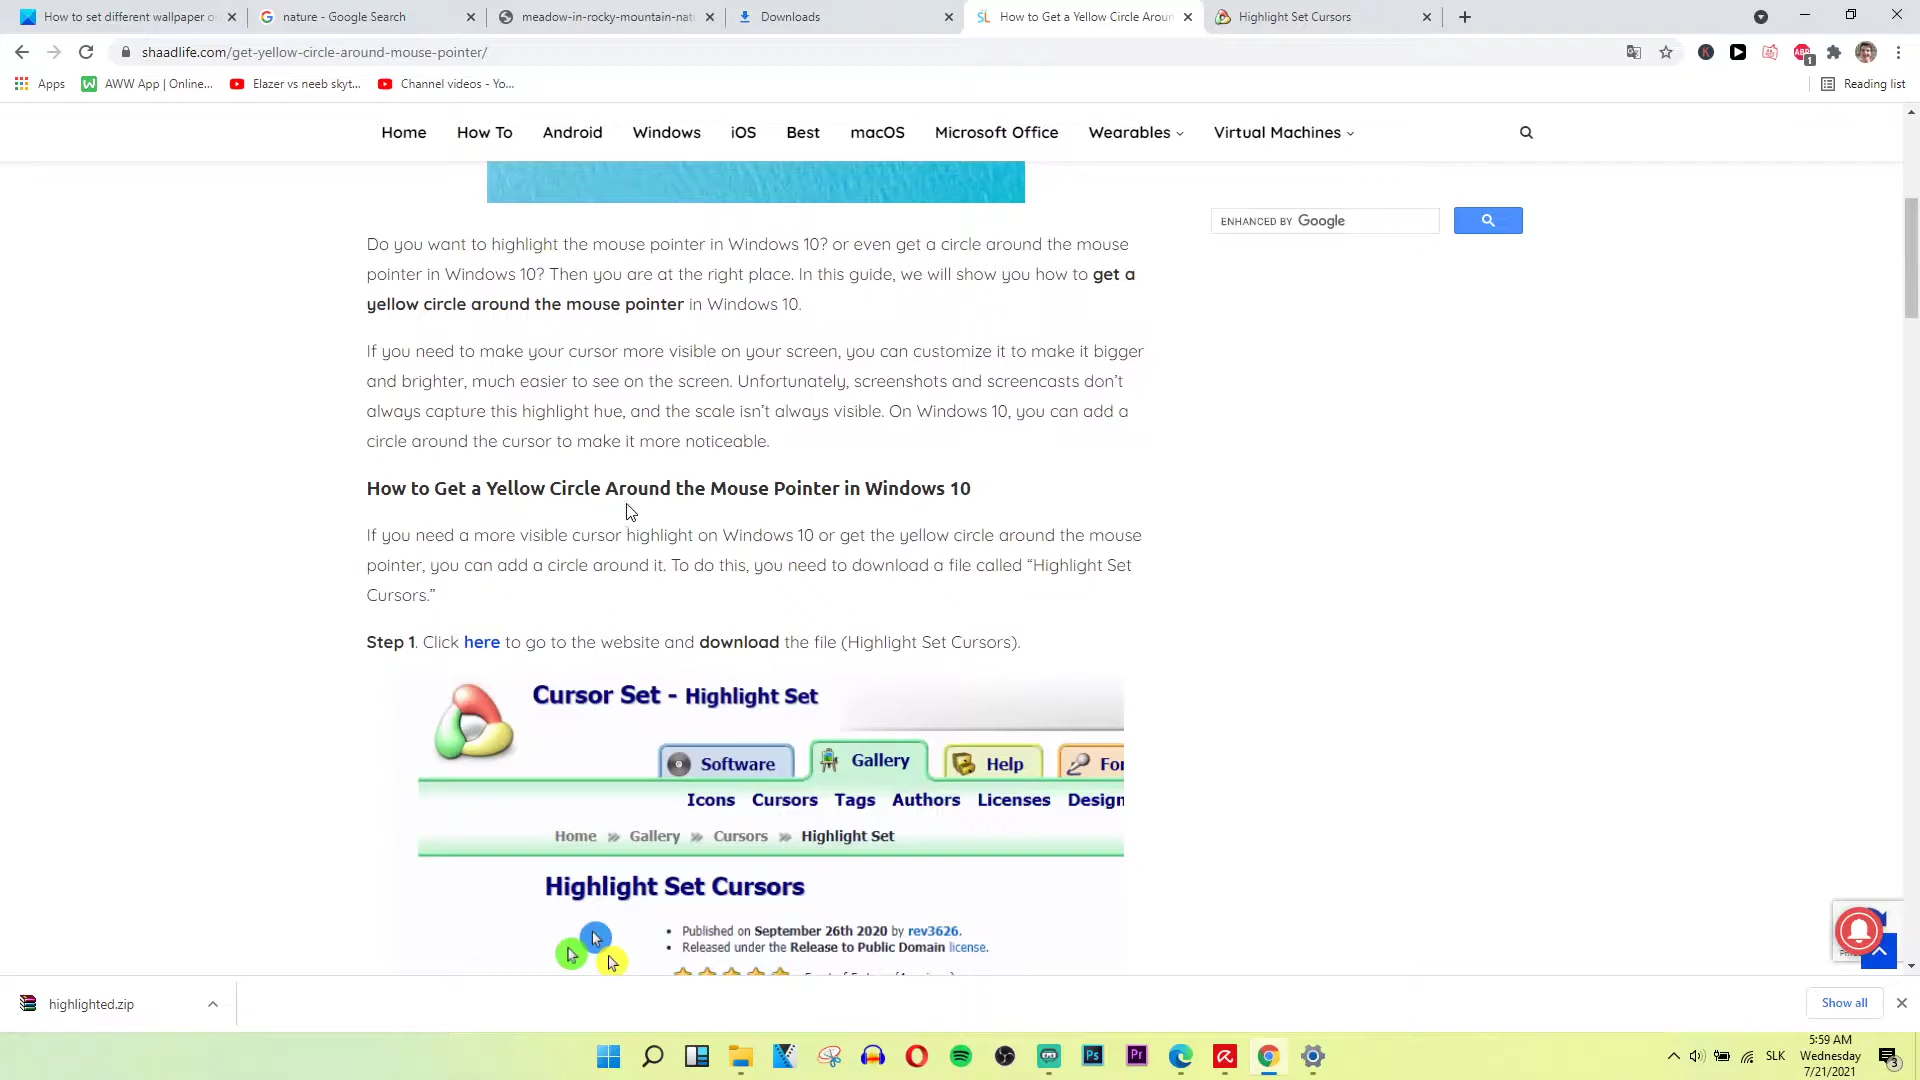 How to set different wallpaper o
nature - Google Search
meadow-in-rocky-mountain-nati
Downloads
How to Get a Yellow Circle Aroun
Highlight Set Cursors
shaadlife.com/get-yellow-circle-around-mouse-pointer/
Apps
AWW App | Online...
Elazer vs neeb skyt...
Channel videos - Yo...
Reading list
Home
How To
Android
Windows
iOS
Best
macOS
Microsoft Office
Wearables
Virtual Machines
ENHANCED BY Google
Do you want to highlight the mouse pointer in Windows 10? or even get a circle around the mouse
pointer in Windows 10? Then you are at the right place. In this guide, we will show you how to get a
yellow circle around the mouse pointer in Windows 10.
If you need to make your cursor more visible on your screen, you can customize it to make it bigger
and brighter, much easier to see on the screen. Unfortunately, screenshots and screencasts don't
always capture this highlight hue, and the scale isn't always visible. On Windows 10, you can add a
circle around the cursor to make it more noticeable.
How to Get a Yellow Circle Around the Mouse Pointer in Windows 10
If you need a more visible cursor highlight on Windows 10 or get the yellow circle around the mouse
pointer, you can add a circle around it. To do this, you need to download a file called “Highlight Set
Cursors.”
Step 1. Click here to go to the website and download the file (Highlight Set Cursors).
Cursor Set - Highlight Set
Software
Gallery
Help
For
Icons Cursors Tags Authors Licenses Design
Home » Gallery » Cursors » Highlight Set
Highlight Set Cursors
Published on September 26th 2020 by rev3626.
Released under the Release to Public Domain license.
highlighted.zip
Show all
SLK
5:59 AM
Wednesday
7/21/2021
3